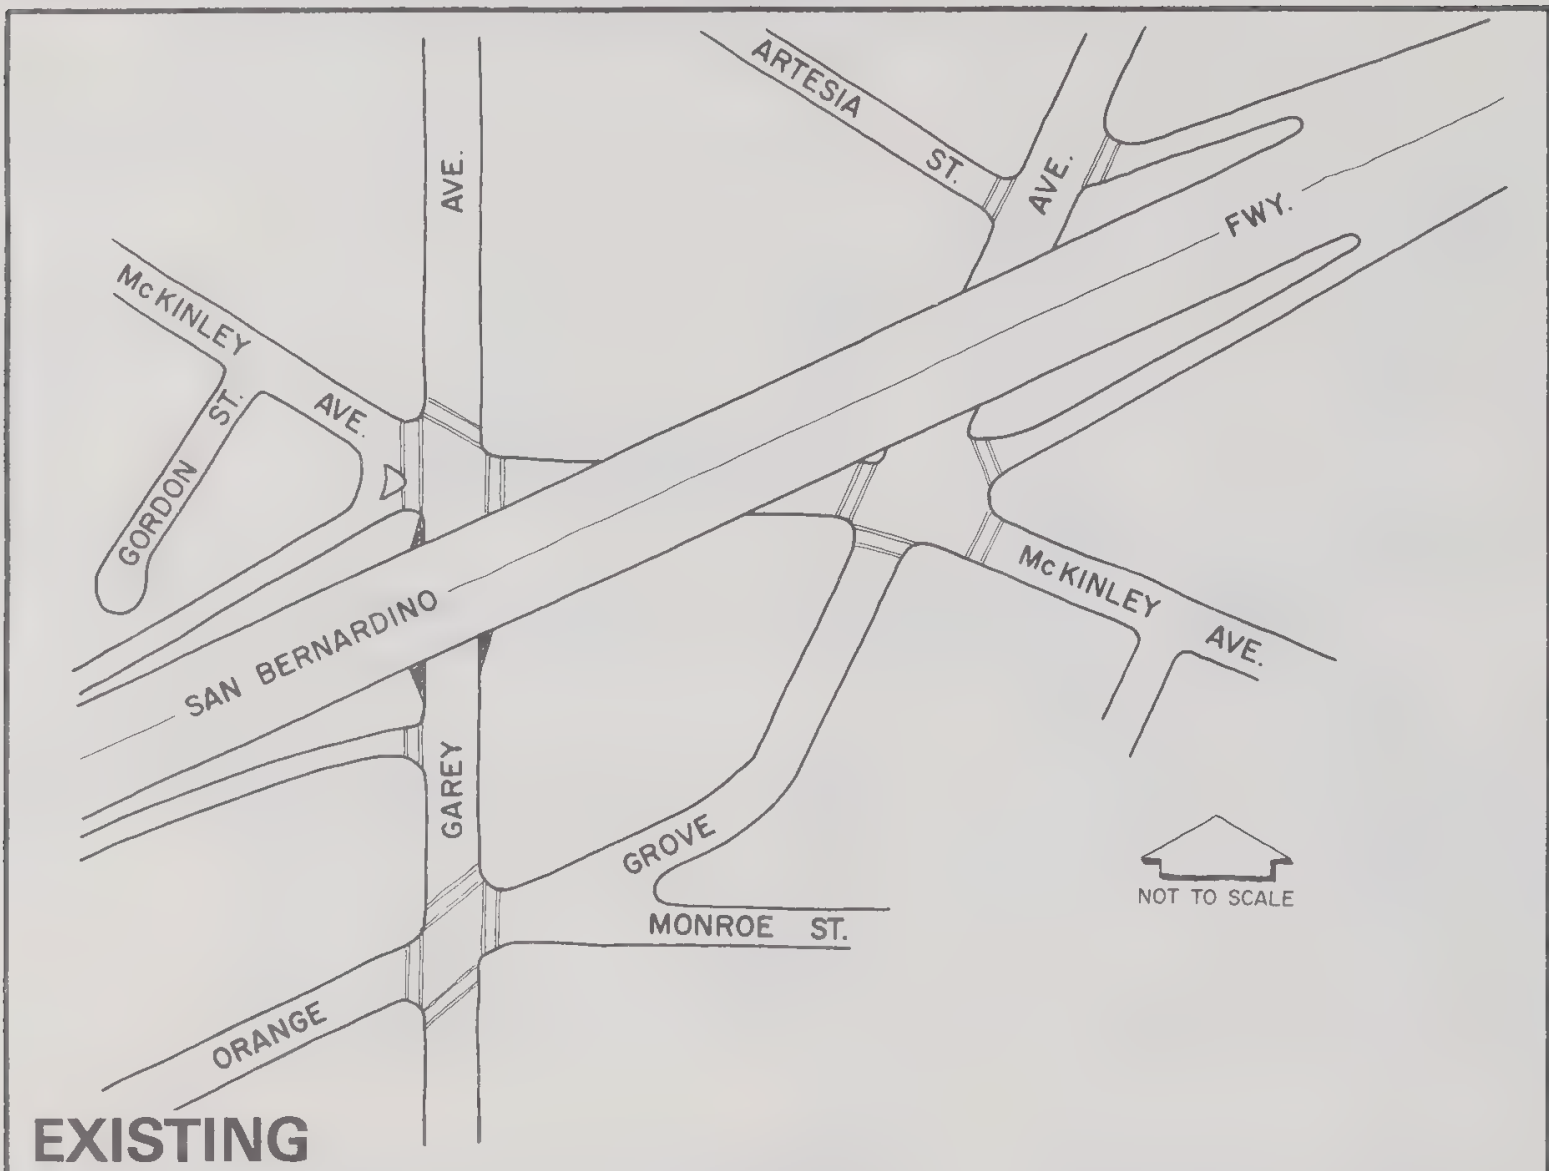 ARTESIA ST.
AVE.
AVE.
FWY.
McKINLEY AVE.
GORDON ST.
SAN BERNARDINO
McKINLEY AVE.
GAREY
GROVE
MONROE ST.
NOT TO SCALE
ORANGE
EXISTING